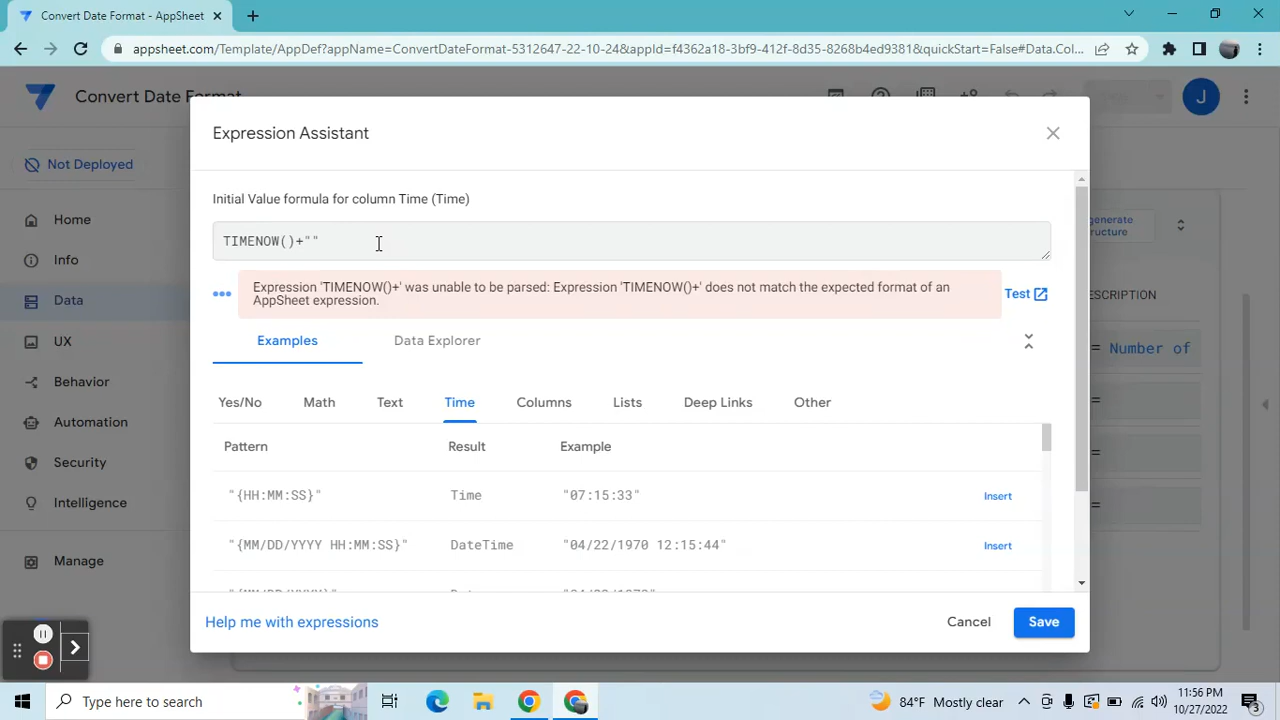 Convert Date Format - AppSheet
appsheet.com/Template/AppDef?appName=ConvertDateFormat-5312647-22-10-24&appId=f4362a18-3bf9-412f-8d35-8268b4ed9381&quickStart=False#Data.Col...
Convert Date Format
J
Not Deployed
Home
Info
Data
UX
Behavior
Automation
Security
Intelligence
Manage
Expression Assistant
Initial Value formula for column Time (Time)
TIMENOW()+""
Expression 'TIMENOW()+' was unable to be parsed: Expression 'TIMENOW()+' does not match the expected format of an
AppSheet expression.
Test
Examples
Data Explorer
Yes/No
Math
Text
Time
Columns
Lists
Deep Links
Other
Pattern
Result
Example
"{HH:MM:SS}"
Time
"07:15:33"
Insert
"{MM/DD/YYYY HH:MM:SS}"
DateTime
"04/22/1970 12:15:44"
Insert
Help me with expressions
Cancel
Save
generate
structure
DESCRIPTION
= Number of
=
=
=
=
Type here to search
84°F Mostly clear
11:56 PM
10/27/2022
3